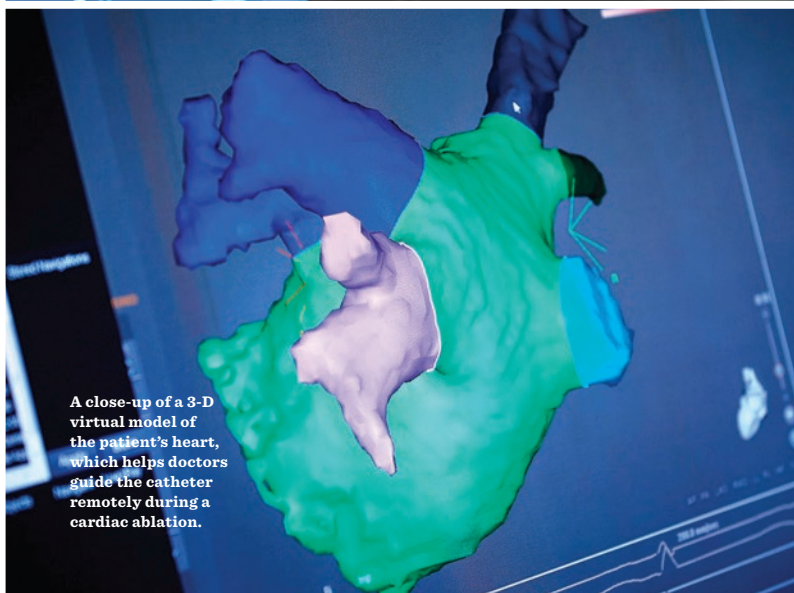 A close-up of a 3-D
virtual model of
the patient's heart,
which helps doctors
guide the catheter
remotely during a
cardiac ablation.